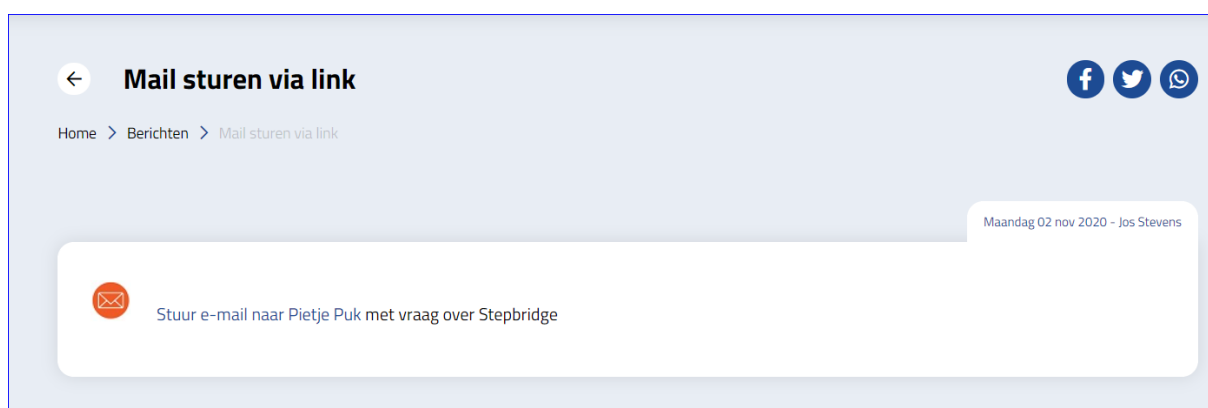 Mail sturen via link
Home > Berichten > Mail sturen via link
Maandag 02 nov 2020 - Jos Stevens
Stuur e-mail naar Pietje Puk met vraag over Stepbridge